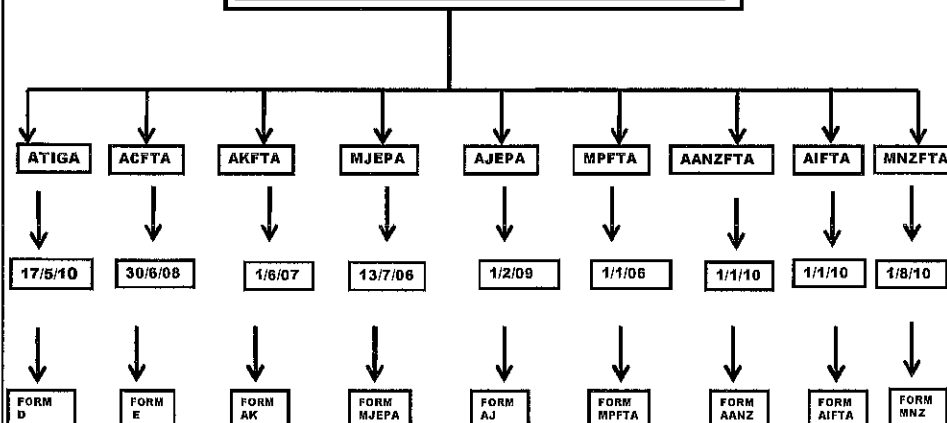 ATIGA ACFTA AKFTA MJEPA AJEPA MPFTA AANZFTA AIFTA MNZFTA
17/5/10 30/6/08 1/6/07 13/7/06 1/2/09 1/1/06 1/1/10 1/1/10 1/8/10
FORM FORM FORM FORM FORM FORM FORM FORM FORM
D E AK MJEPA AJ MPFTA AANZ AIFTA MNZ